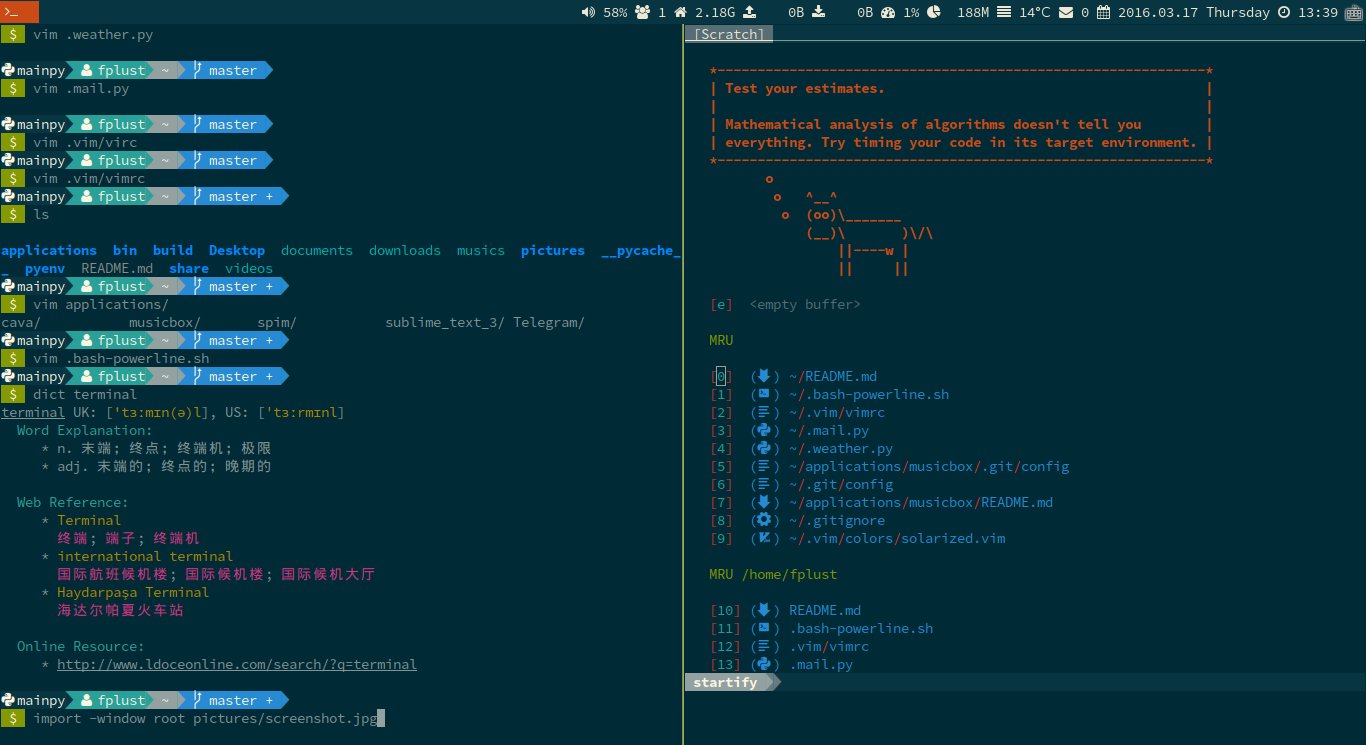 >_ 58% 1 2.18G 0B 0B 1% 188M 14°C 0 2016.03.17 Thursday 13:39
$ vim .weather.py
mainpy fplust ~ master
$ vim .mail.py
mainpy fplust ~ master
$ vim .vim/virc
mainpy fplust ~ master
$ vim .vim/vimrc
mainpy fplust ~ master +
$ ls
applications bin build Desktop documents downloads musics pictures __pycache_
_ pyenv README.md share videos
mainpy fplust ~ master +
$ vim applications/
cava/ musicbox/ spim/ sublime_text_3/ Telegram/
mainpy fplust ~ master +
$ vim .bash-powerline.sh
mainpy fplust ~ master +
$ dict terminal
terminal UK: ['tɜːmɪn(ə)l], US: ['tɜːrmɪnl]
Word Explanation:
* n. 末端; 终点; 终端机; 极限
* adj. 末端的; 终点的; 晚期的
Web Reference:
* Terminal
终端; 端子; 终端机
* international terminal
国际航班候机楼; 国际候机楼; 国际候机大厅
* Haydarpaşa Terminal
海达尔帕夏火车站
Online Resource:
* http://www.ldoceonline.com/search/?q=terminal
mainpy fplust ~ master +
$ import -window root pictures/screenshot.jpg
[Scratch]
*-------------------------------------------------------------*
| Test your estimates. |
| |
| Mathematical analysis of algorithms doesn't tell you |
| everything. Try timing your code in its target environment. |
*-------------------------------------------------------------*
o
o ^__^
o (oo)\_______
(__)\ )\/\
||----w |
|| ||
[e] <empty buffer>
MRU
[0] ~/README.md
[1] ~/.bash-powerline.sh
[2] ~/.vim/vimrc
[3] ~/.mail.py
[4] ~/.weather.py
[5] ~/applications/musicbox/.git/config
[6] ~/.git/config
[7] ~/applications/musicbox/README.md
[8] ~/.gitignore
[9] ~/.vim/colors/solarized.vim
MRU /home/fplust
[10] README.md
[11] .bash-powerline.sh
[12] .vim/vimrc
[13] .mail.py
startify